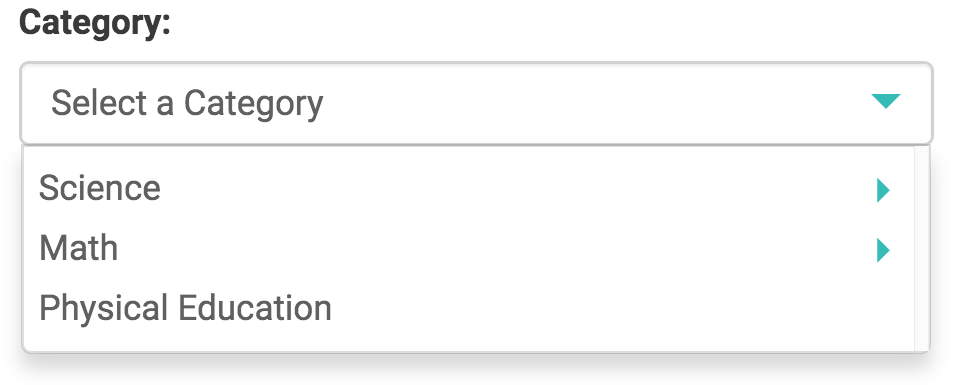 Category:
Select a Category
Science
Math
Physical Education